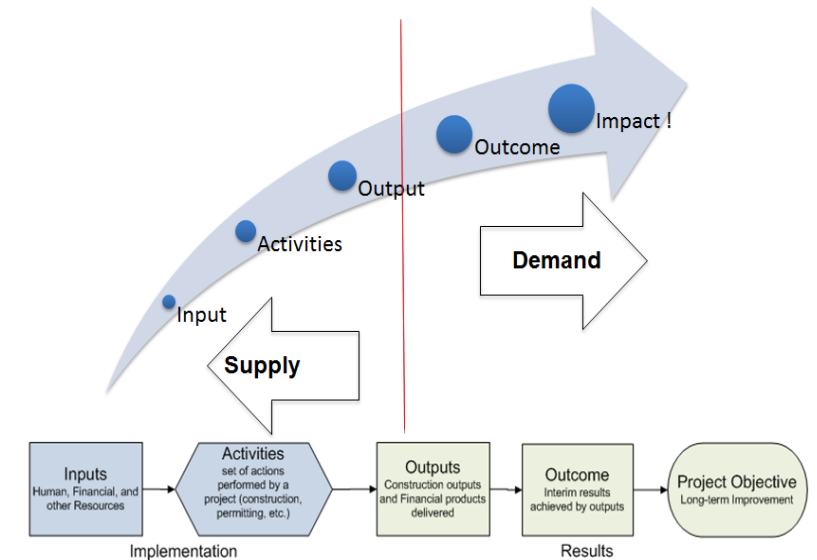 Impact !
Outcome
Output
Activities
Input
Demand
Supply
Inputs
Human, Financial, and
other Resources
Activities
set of actions
performed by a
project (construction,
permitting, etc.)
Outputs
Construction outputs
and Financial products
delivered
Outcome
Interim results
achieved by outputs
Project Objective
Long-term Improvement
Implementation
Results